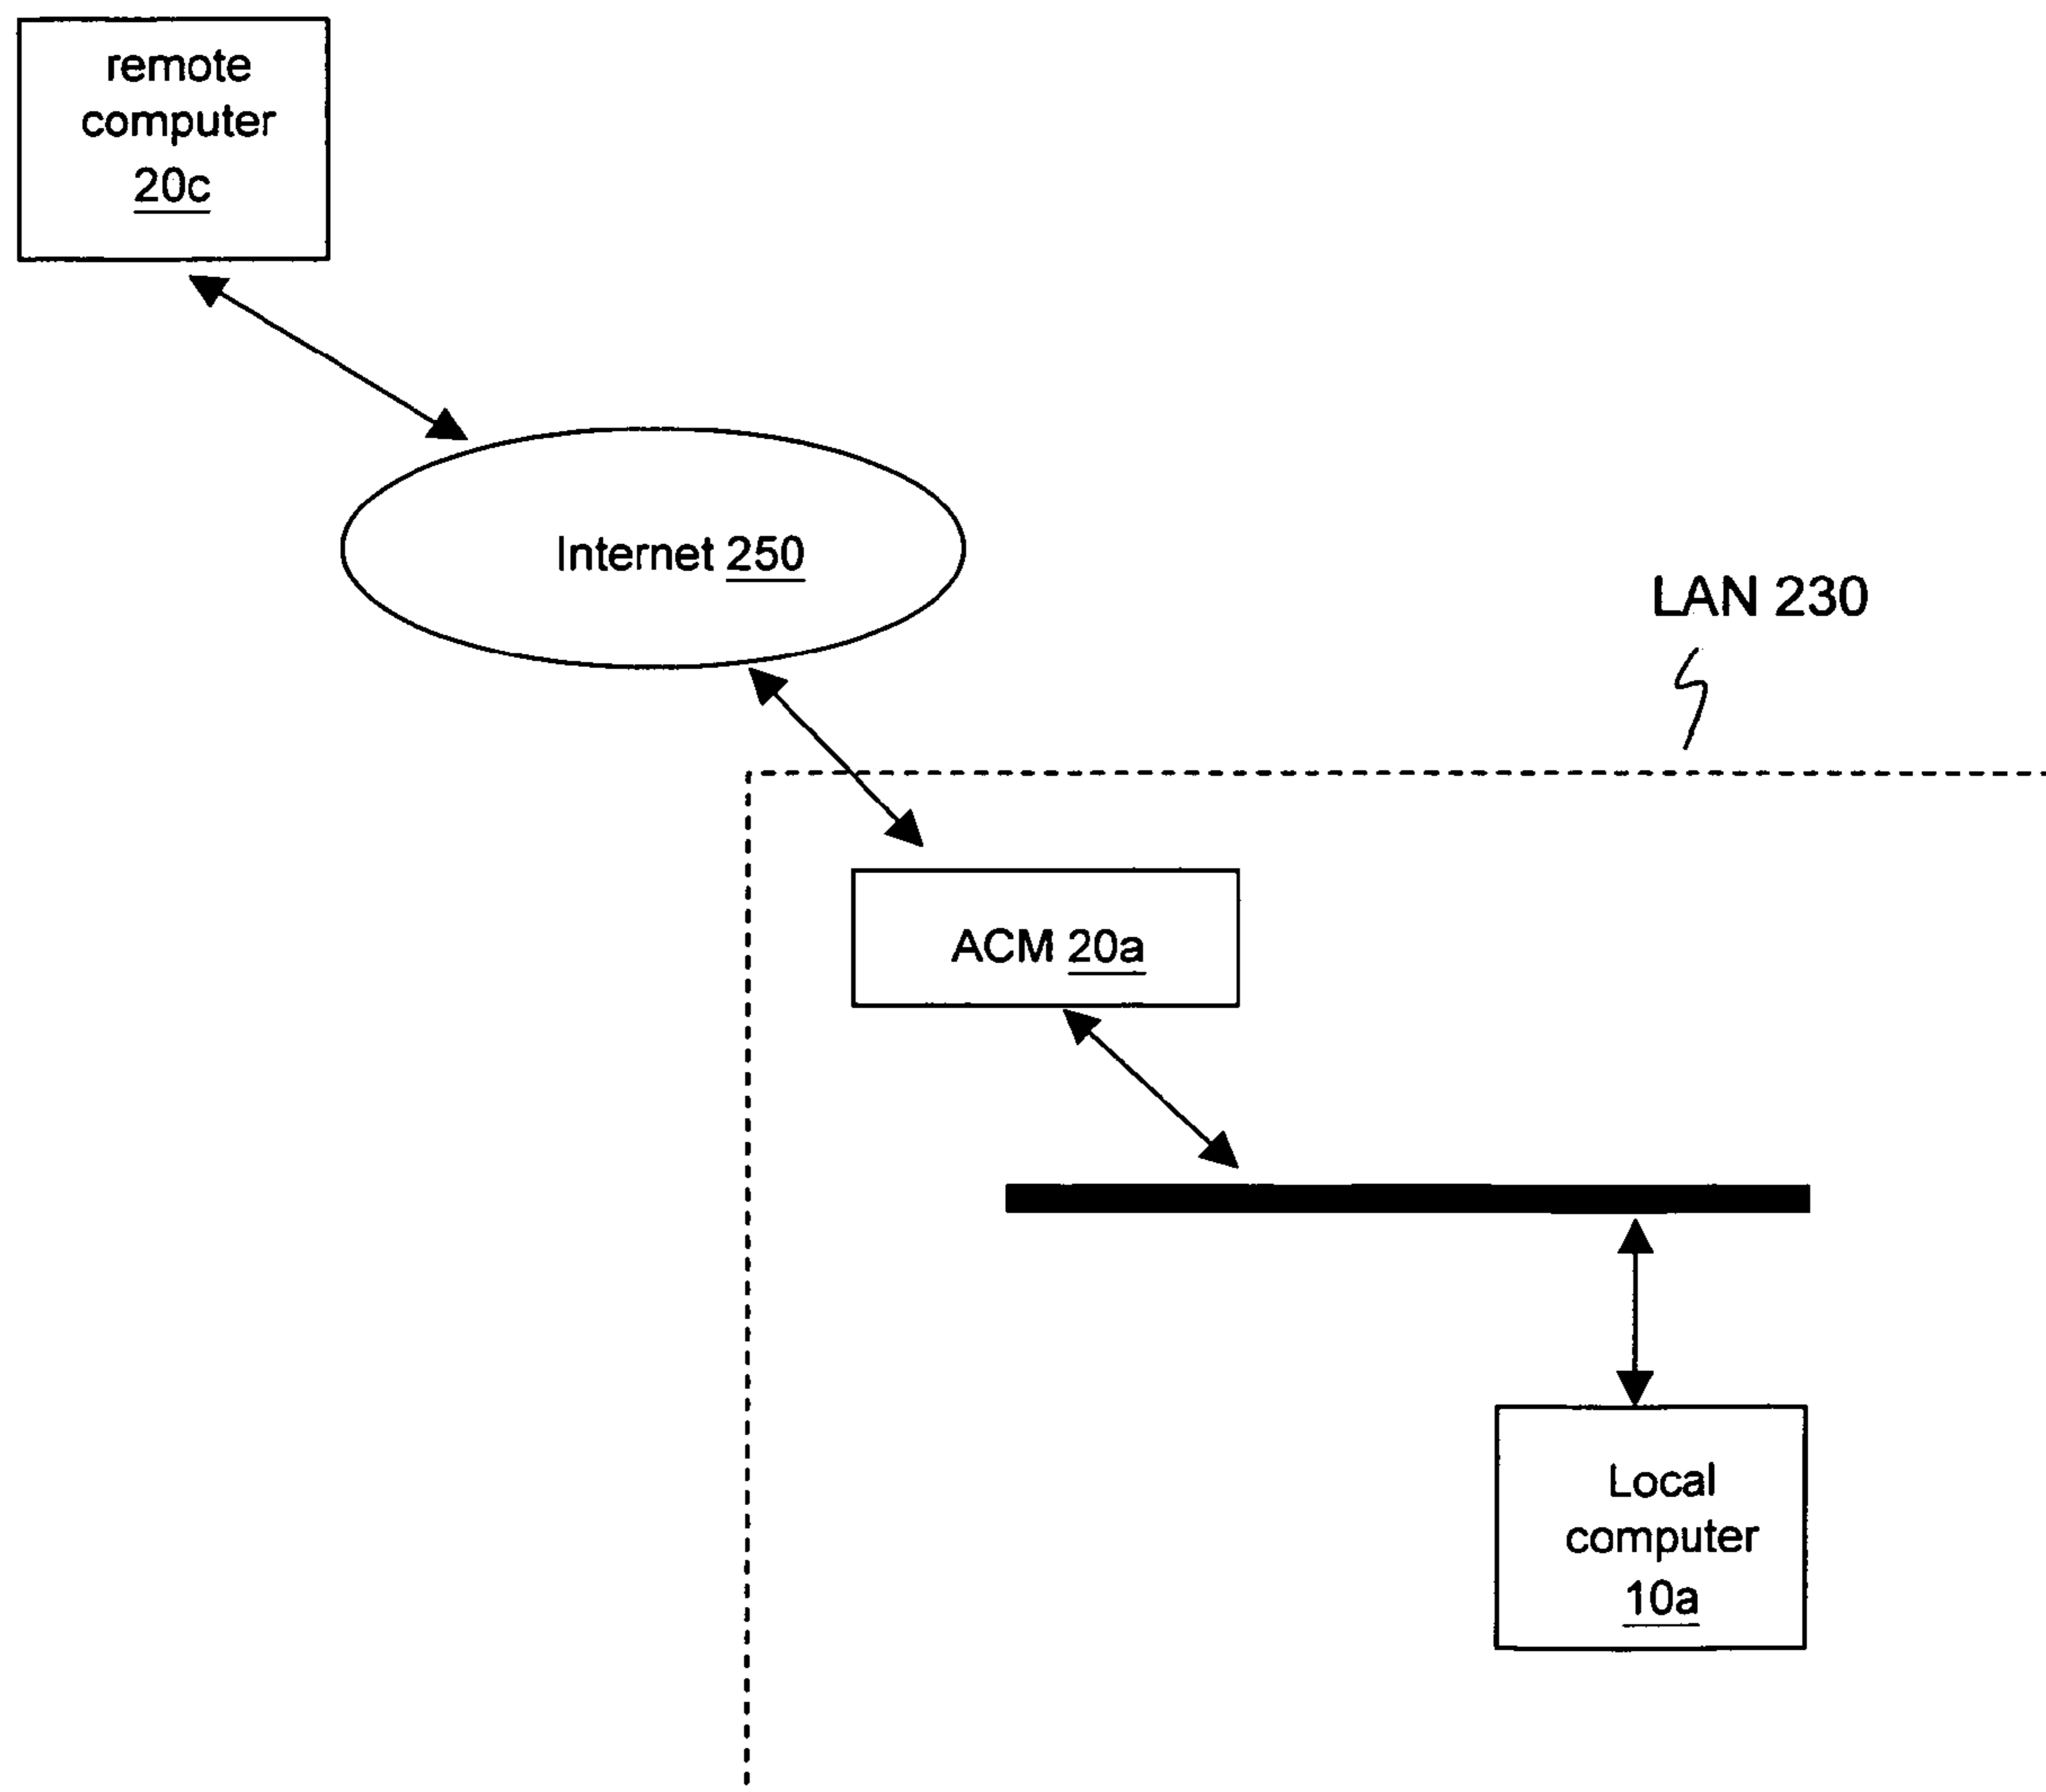 remote
computer
20c
Internet 250
LAN 230
ACM 20a
Local
computer
10a